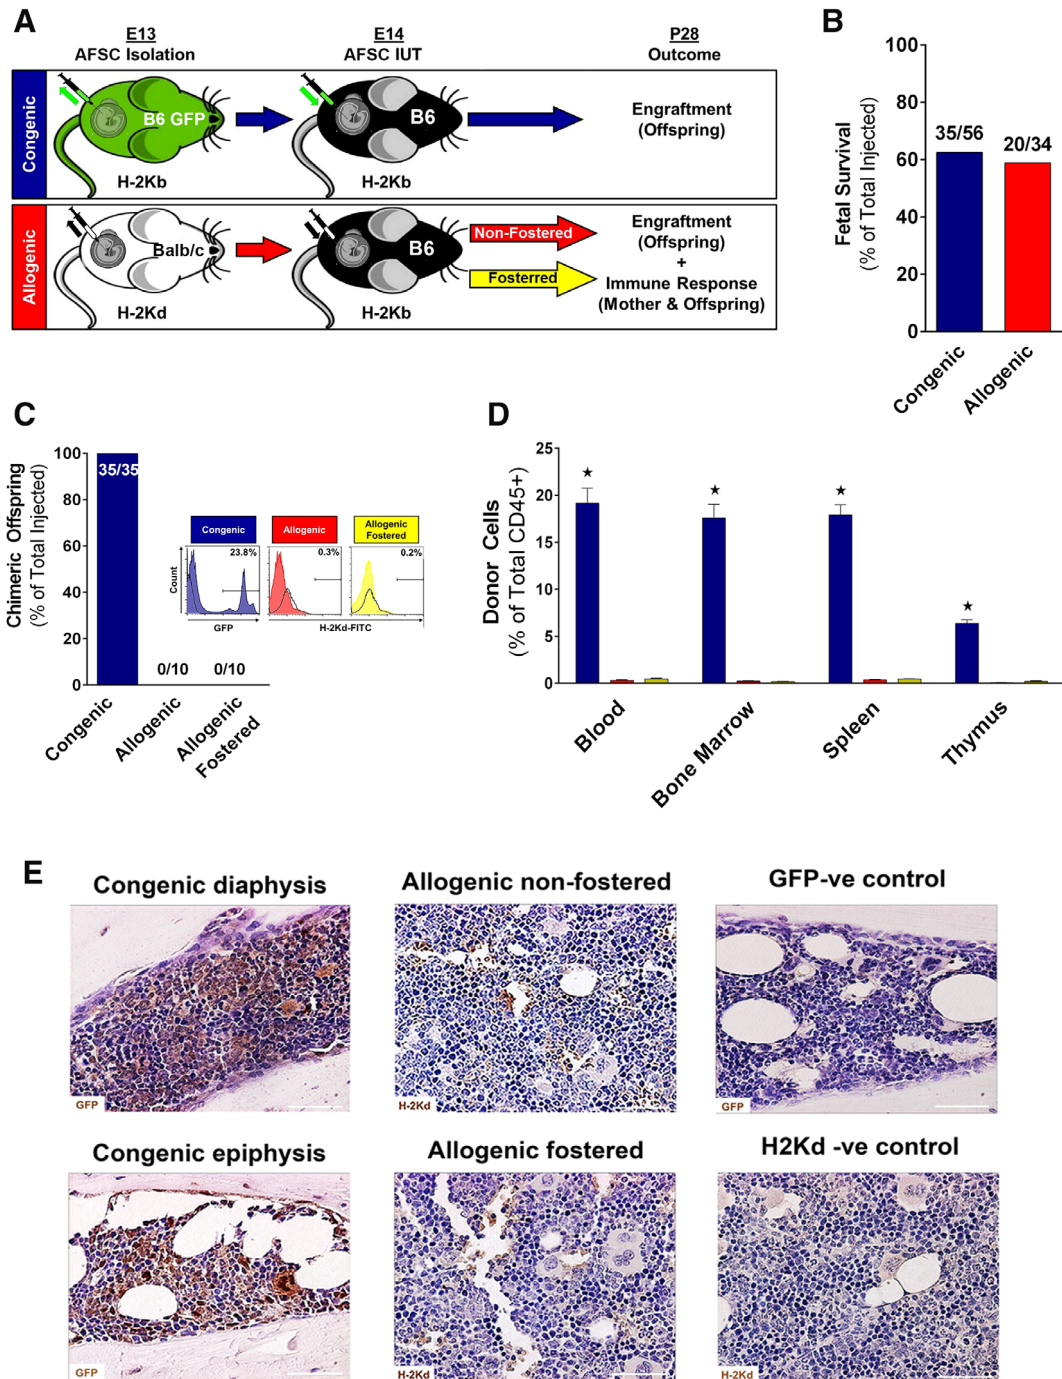 A
E13
AFSC Isolation
E14
AFSC IUT
P28
Outcome
Congenic
B6 GFP
H-2Kb
B6
H-2Kb
Engraftment
(Offspring)
Allogenic
Balb/c
H-2Kd
B6
H-2Kb
Non-Fostered
Fosterred
Engraftment
(Offspring)
+
Immune Response
(Mother & Offspring)
B
Fetal Survival
(% of Total Injected)
100
80
60
40
20
0
35/56
20/34
Congenic
Allogenic
C
Chimeric Offspring
(% of Total Injected)
100
80
60
40
20
0
35/35
0/10
0/10
Congenic
Allogenic
Allogenic
Fostered
Congenic
Allogenic
Allogenic
Fostered
23.8%
0.3%
0.2%
Count
GFP
H-2Kd-FITC
D
Donor Cells
(% of Total CD45+)
25
20
15
10
5
0
★
★
★
★
Blood
Bone Marrow
Spleen
Thymus
E
Congenic diaphysis
Allogenic non-fostered
GFP-ve control
GFP
H-2Kd
GFP
Congenic epiphysis
Allogenic fostered
H2Kd -ve control
GFP
H-2Kd
H-2Kd